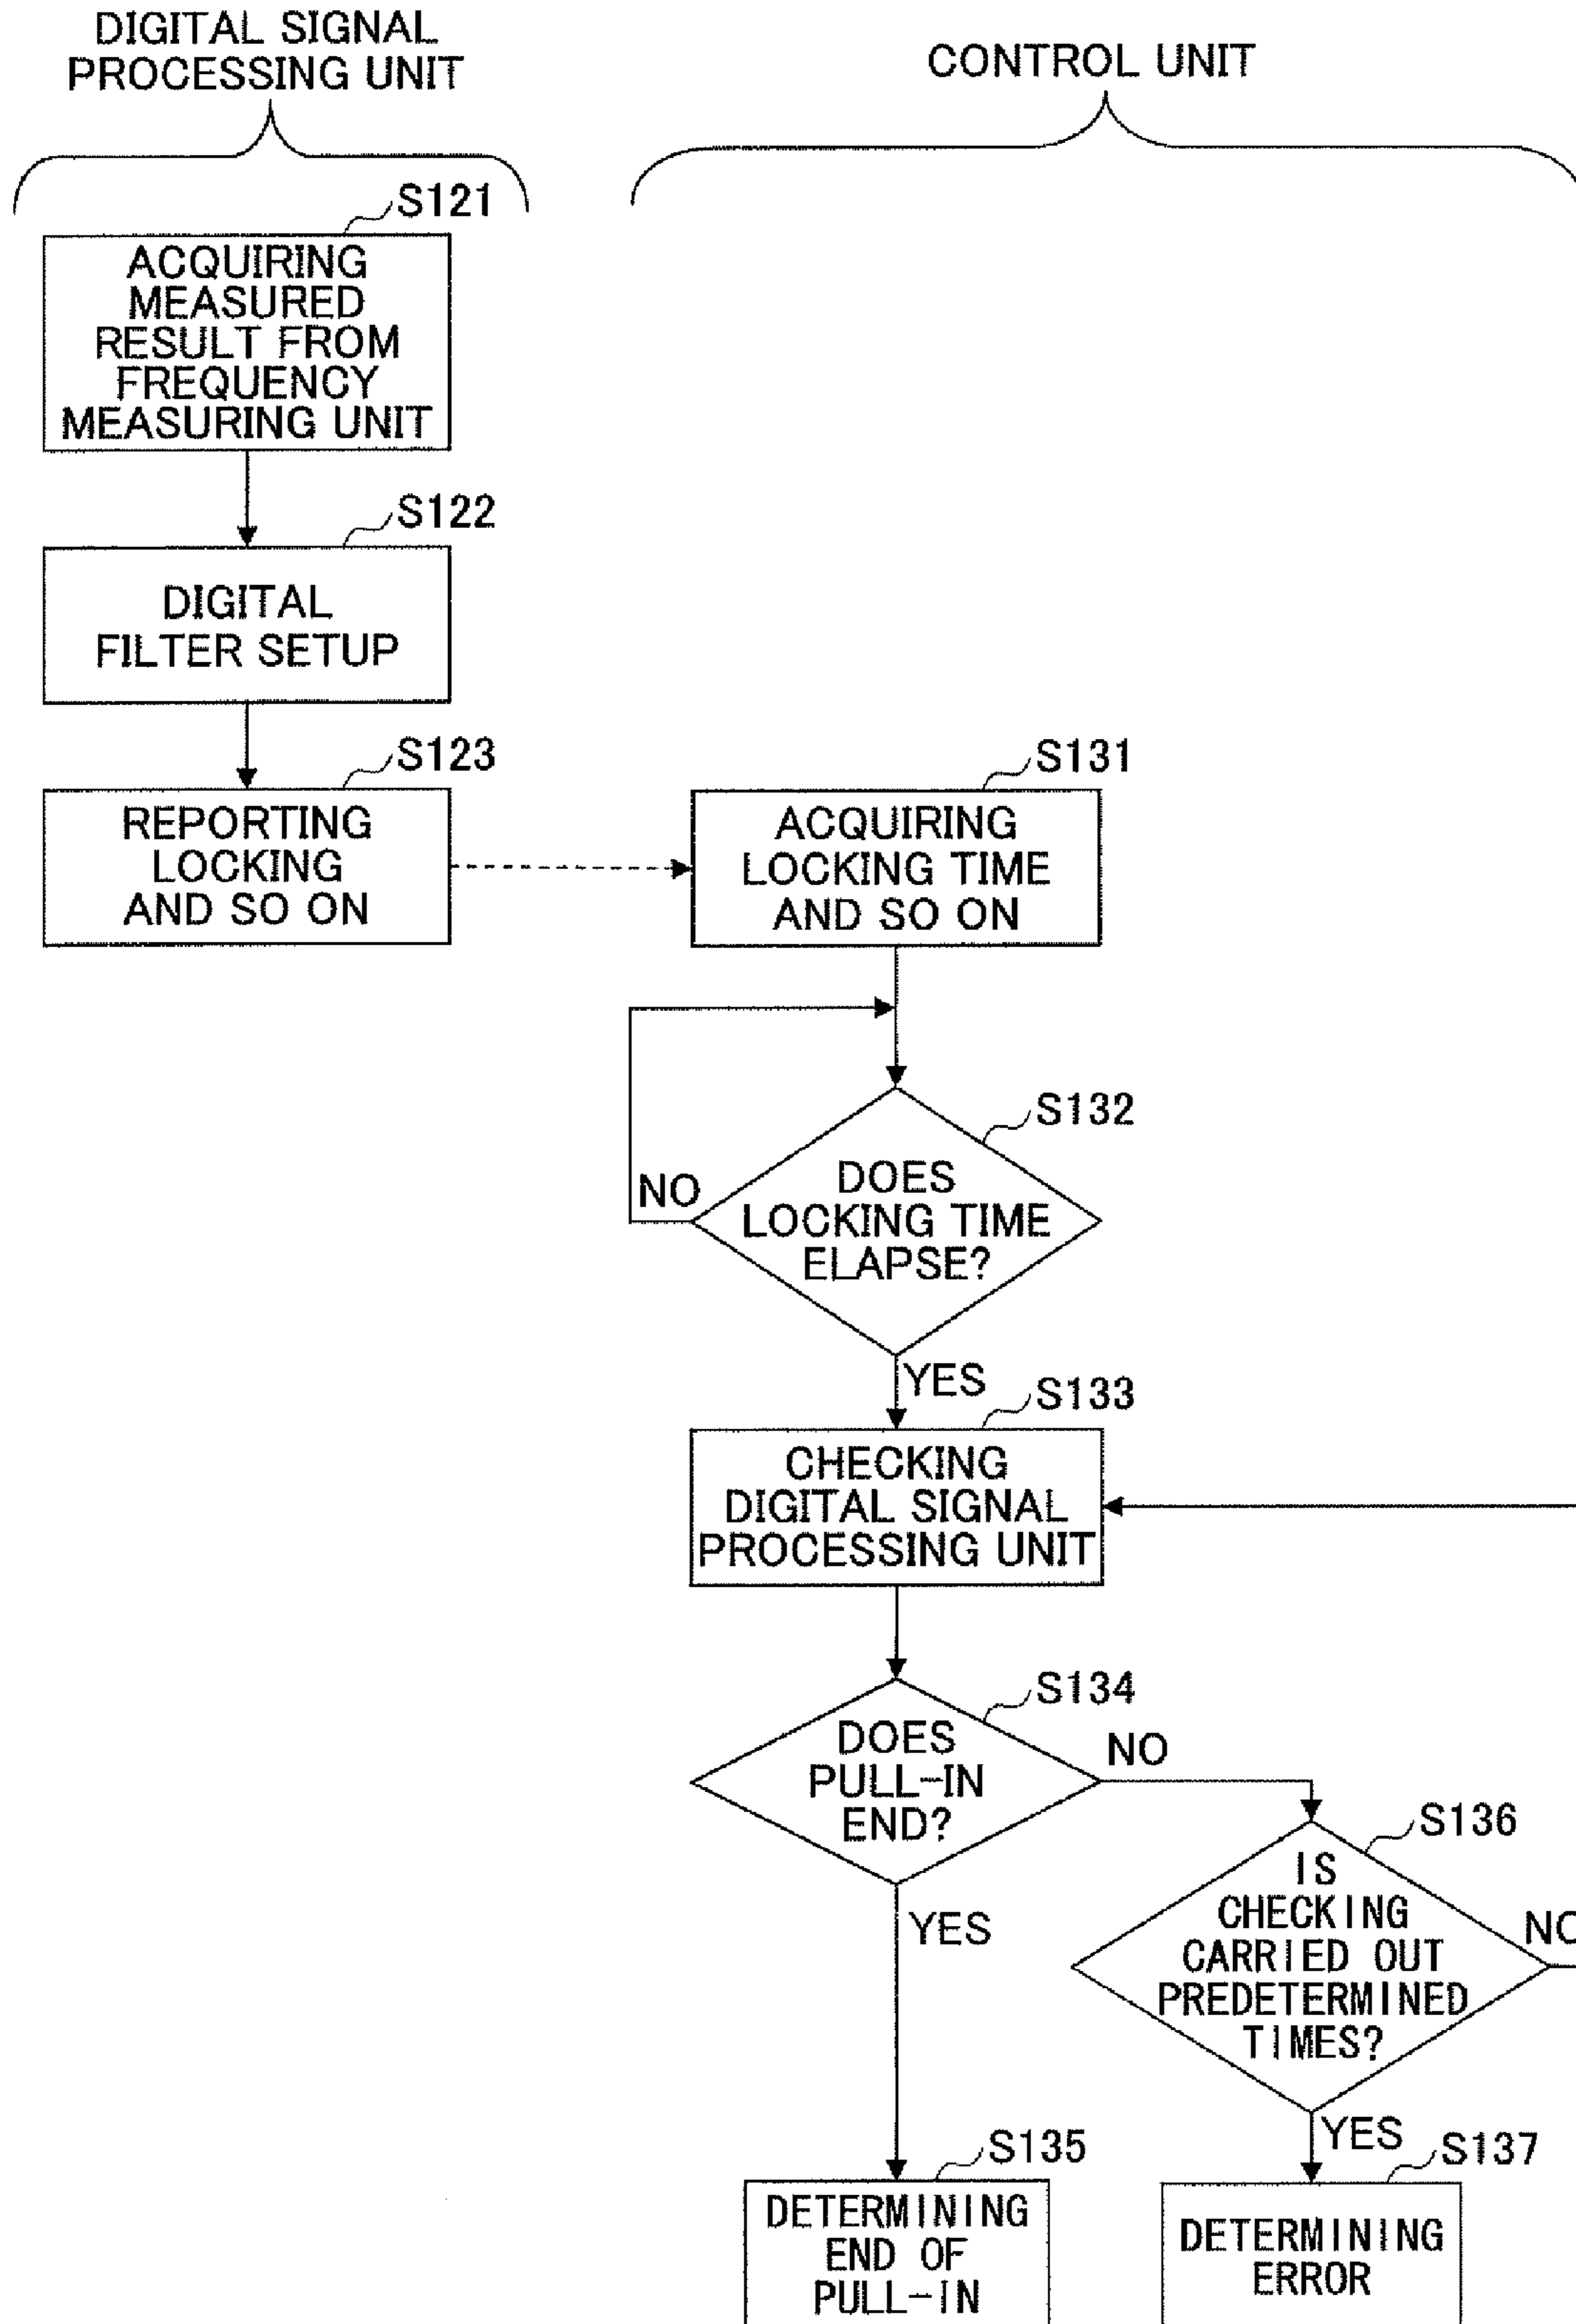 DIGITAL SIGNAL
PROCESSING UNIT
CONTROL UNIT
S121
ACQUIRING
MEASURED
RESULT FROM
FREQUENCY
MEASURING UNIT
S122
DIGITAL
FILTER SETUP
S123
REPORTING
LOCKING
AND SO ON
S131
ACQUIRING
LOCKING TIME
AND SO ON
S132
DOES
LOCKING TIME
ELAPSE?
NO
YES
S133
CHECKING
DIGITAL SIGNAL
PROCESSING UNIT
S134
DOES
PULL-IN
END?
NO
YES
S136
IS
CHECKING
CARRIED OUT
PREDETERMINED
TIMES?
NO
YES
S135
DETERMINING
END OF
PULL-IN
S137
DETERMINING
ERROR